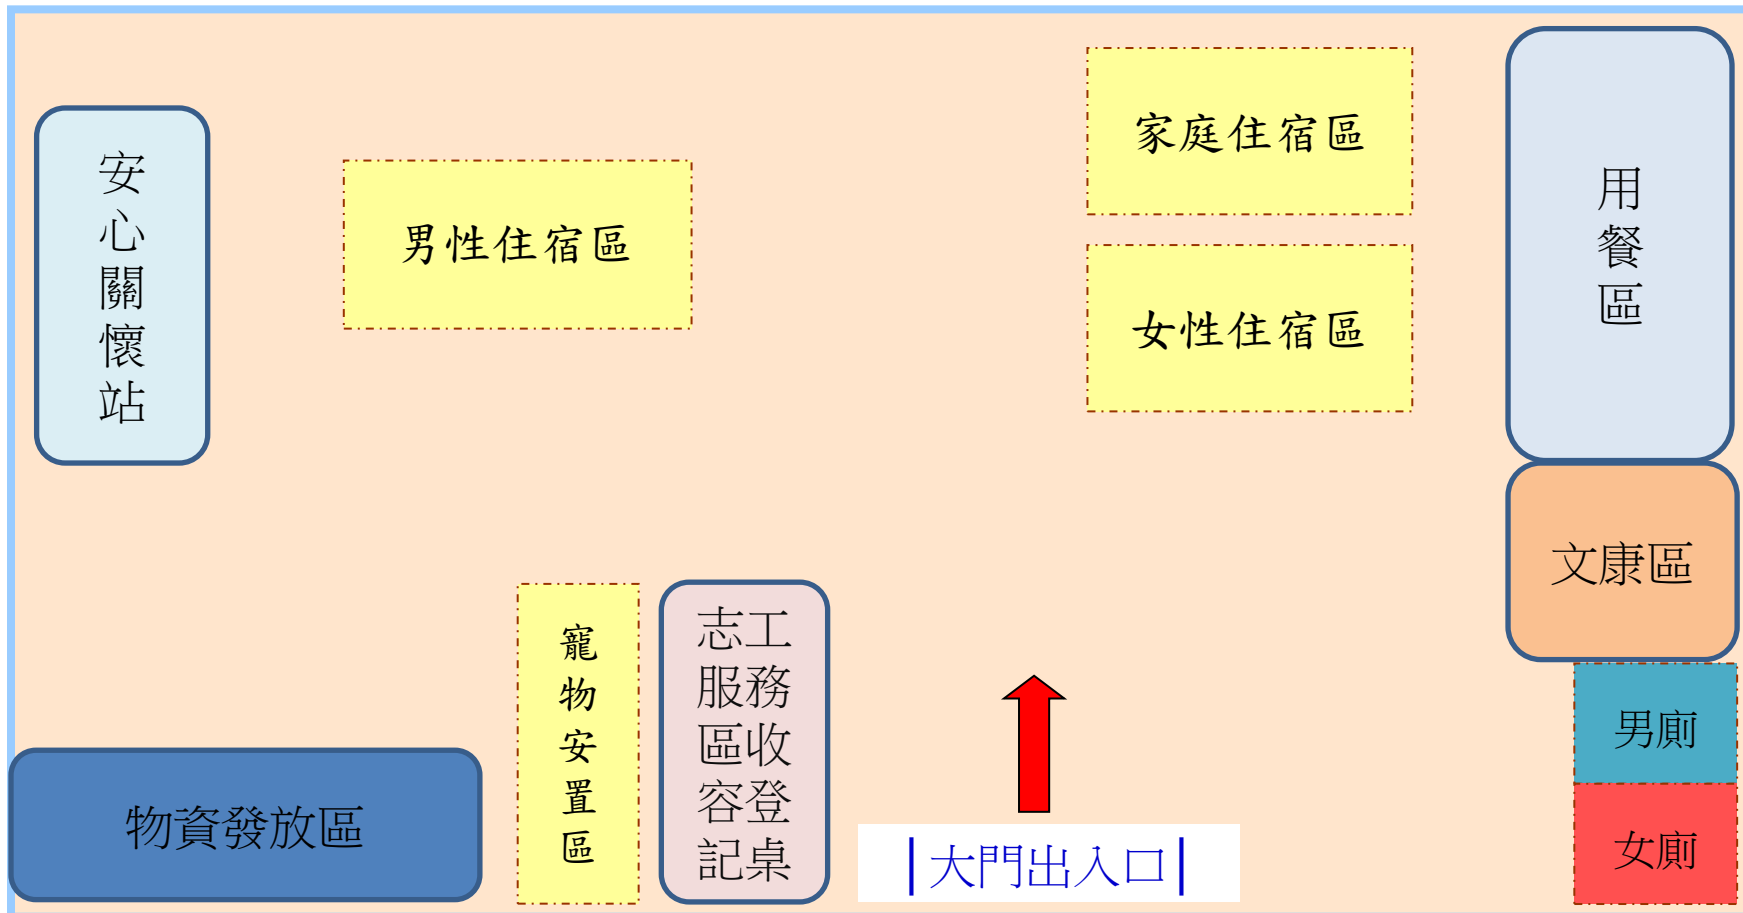 家庭住宿區
用餐區
安心關懷站
男性住宿區
女性住宿區
文康區
寵物安置區
志工
服務
區收
容登
記桌
男廁
物資發放區
大門出入口
女廁